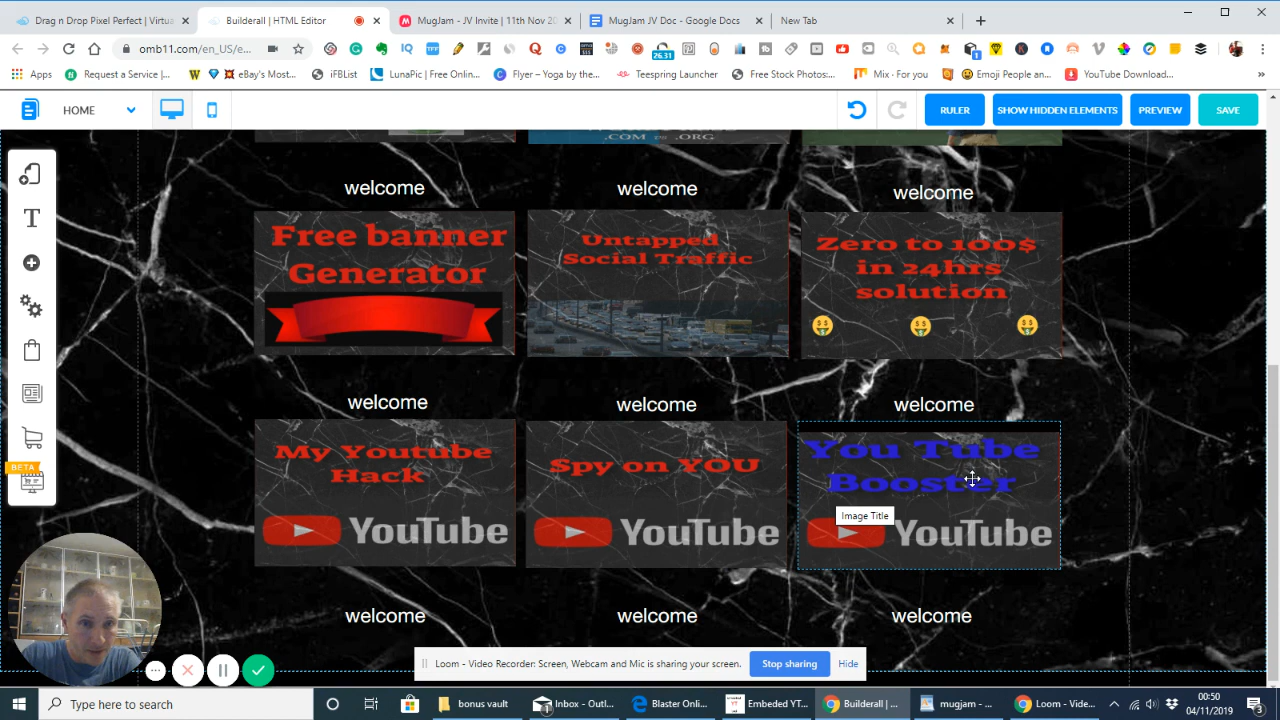 Drag n Drop Pixel Perfect | Virtua
Builderall | HTML Editor
MugJam - JV Invite | 11th Nov 20
MugJam JV Doc - Google Docs
New Tab
omb11.com/en_US/e...
26.31
Apps
Request a Service |...
eBay's Most...
iFBList
LunaPic | Free Onlin...
Flyer – Yoga by the...
Teespring Launcher
Free Stock Photos:...
Mix · For you
Emoji People an...
YouTube Download...
HOME
RULER
SHOW HIDDEN ELEMENTS
PREVIEW
SAVE
welcome
welcome
welcome
Free banner
Generator
Untapped
Social Traffic
Zero to 100$
in 24hrs
solution
welcome
welcome
welcome
BETA
My Youtube
Hack
YouTube
Spy on YOU
YouTube
You Tube
Booster
Image Title
YouTube
welcome
welcome
welcome
Loom - Video Recorder: Screen, Webcam and Mic is sharing your screen.
Stop sharing
Hide
Type here to search
bonus vault
Inbox - Outl...
Blaster Onli...
Embeded YT...
Builderall |...
mugjam - ...
Loom - Vide...
00:50
04/11/2019